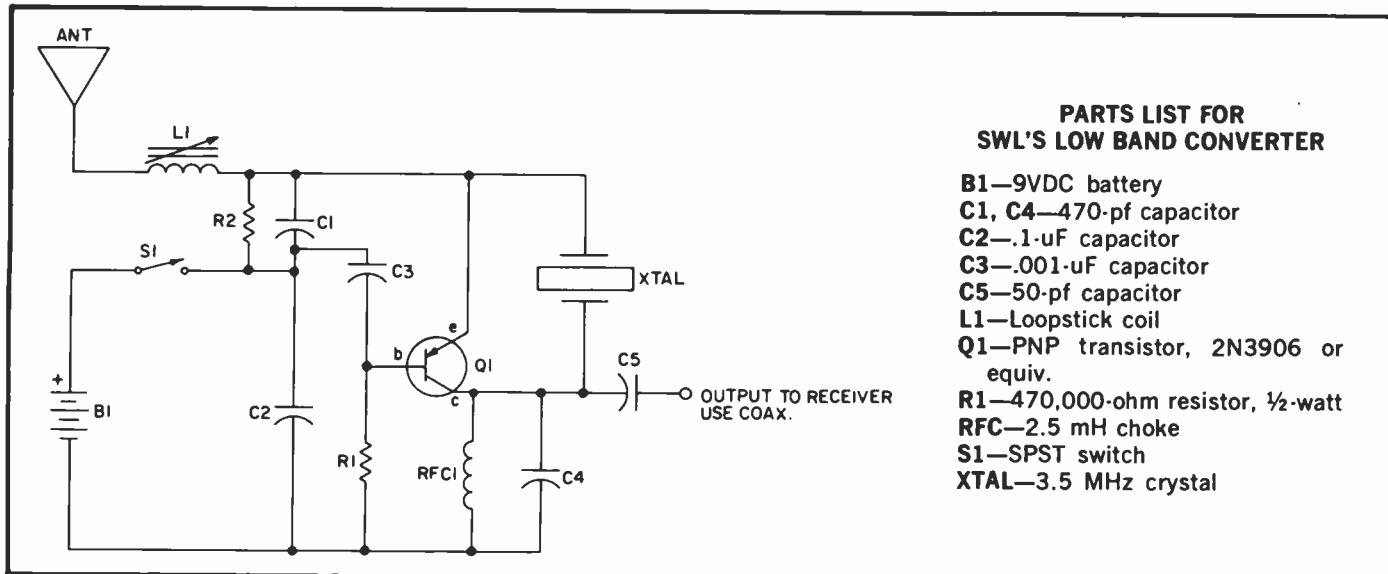 ANT
L1
R2
C1
S1
C3
XTAL
e
b
Q1
C5
c
OUTPUT TO RECEIVER
USE COAX.
+
B1
C2
R1
RFC1
C4
PARTS LIST FOR
SWL'S LOW BAND CONVERTER
B1—9VDC battery
C1, C4—470-pf capacitor
C2—.1-uF capacitor
C3—.001-uF capacitor
C5—50-pf capacitor
L1—Loopstick coil
Q1—PNP transistor, 2N3906 or
equiv.
R1—470,000-ohm resistor, ½-watt
RFC—2.5 mH choke
S1—SPST switch
XTAL—3.5 MHz crystal